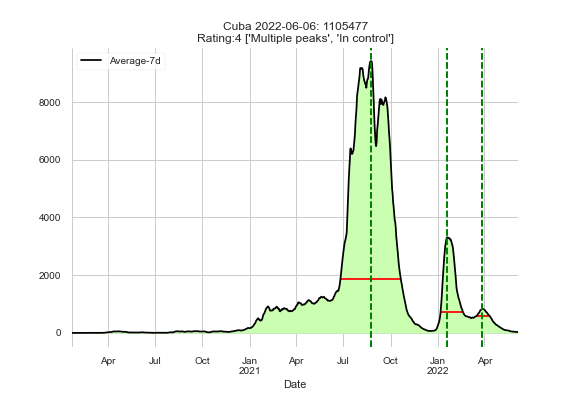 Cuba 2022-06-06: 1105477
Rating:4 ['Multiple peaks', 'In control']
Average-7d
8000
6000
4000
2000
0
Apr
Jul
Oct
Jan
2021
Apr
Jul
Oct
Jan
2022
Apr
Date